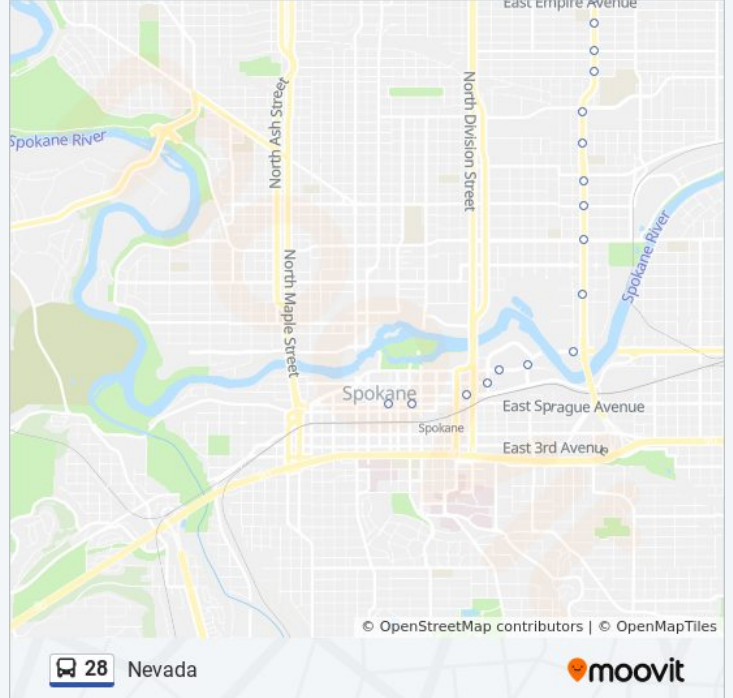 East Empire Avenue
North Ash Street
North Division Street
Spokane River
Spokane River
North Maple Street
Spokane
East Sprague Avenue
Spokane
East 3rd Avenu
© OpenStreetMap contributors | © OpenMapTiles
28 Nevada
moovit